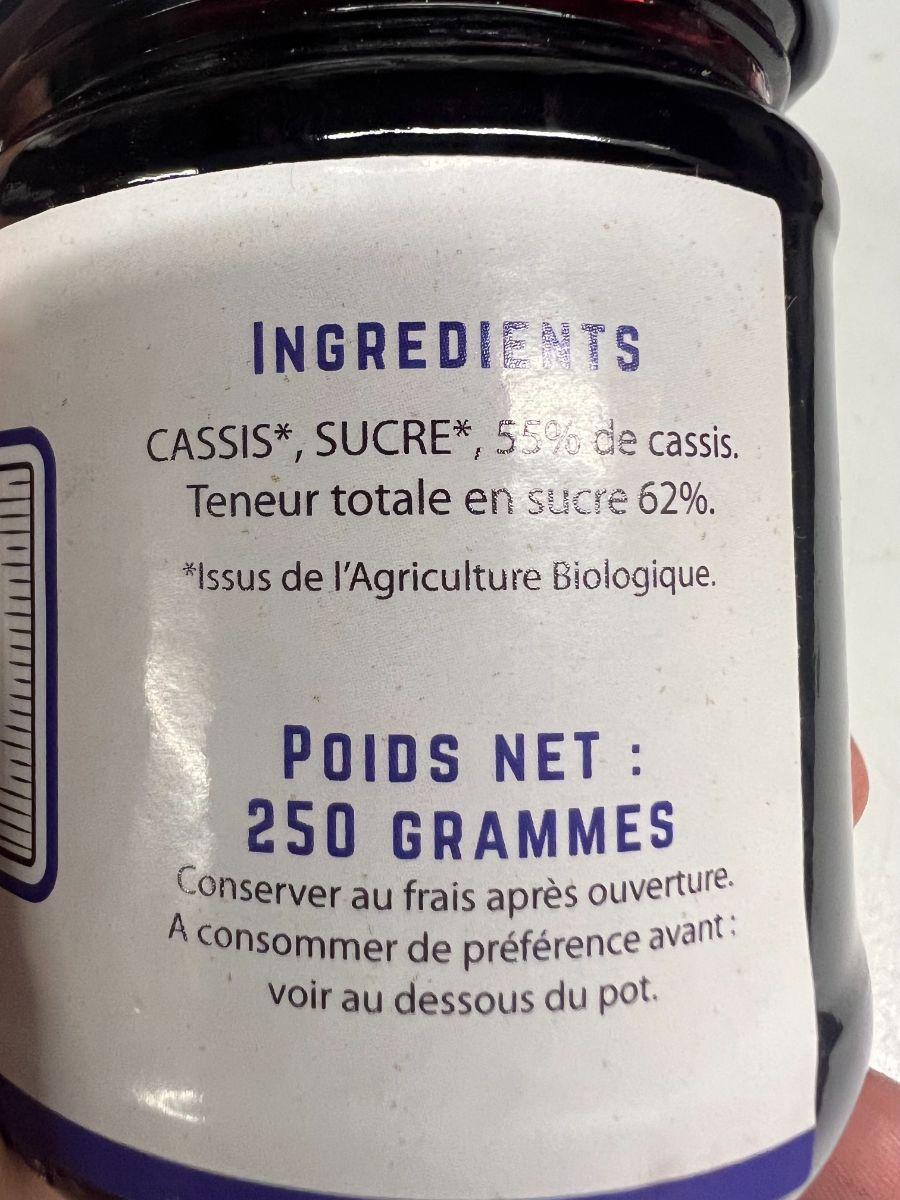 INGREDIENTS
CASSIS*, SUCRE*, 55% de cassis.
Teneur totale en sucre 62%.
*Issus de l'Agriculture Biologique.
POIDS NET :
250 GRAMMES
Conserver au frais après ouverture.
A consommer de préférence avant :
voir au dessous du pot.